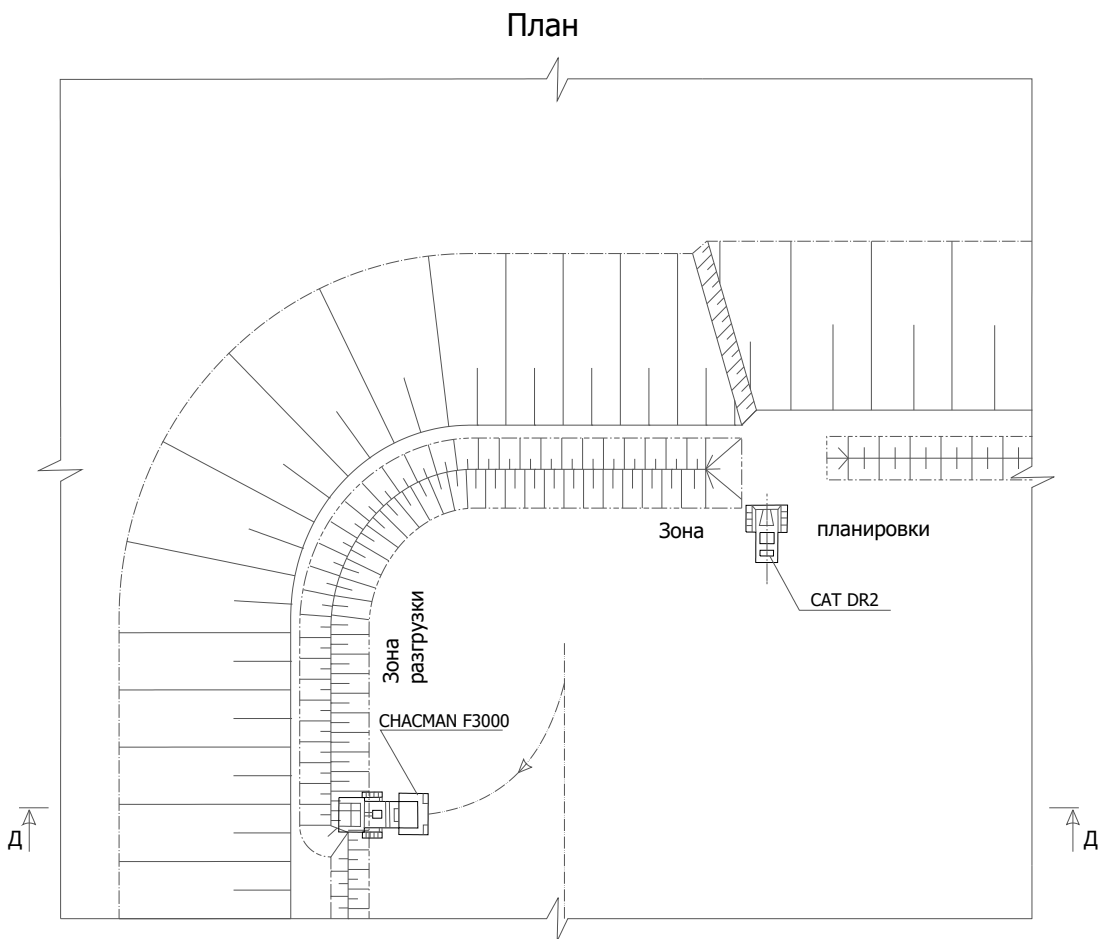 План
Зона
планировки
CAT DR2
Зона
разгрузки
CHACMAN F3000
Д
Д